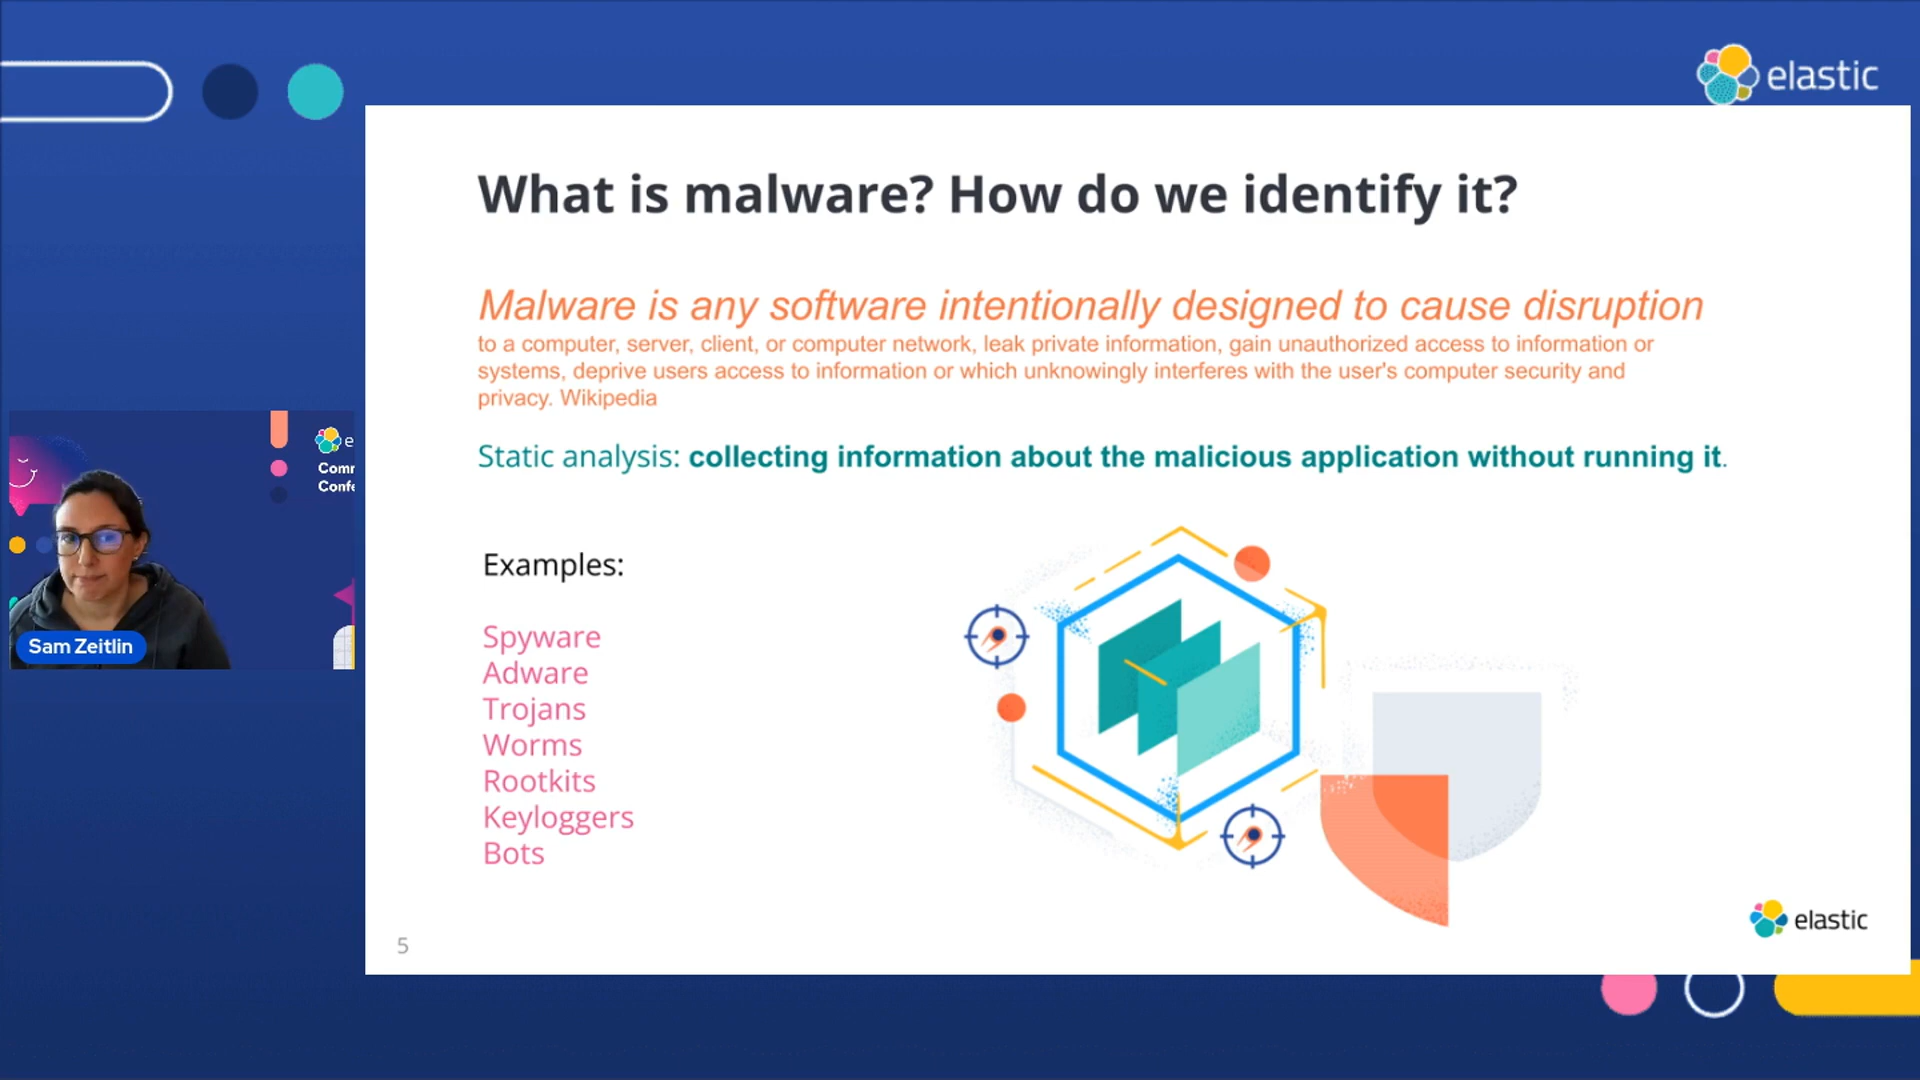 elastic
What is malware? How do we identify it?
Malware is any software intentionally designed to cause disruption
to a computer, server, client, or computer network, leak private information, gain unauthorized access to information or
systems, deprive users access to information or which unknowingly interferes with the user's computer security and
privacy. Wikipedia
Static analysis: collecting information about the malicious application without running it.
e
Comm
Confe
Sam Zeitlin
Examples:
Spyware
Adware
Trojans
Worms
Rootkits
Keyloggers
Bots
elastic
5